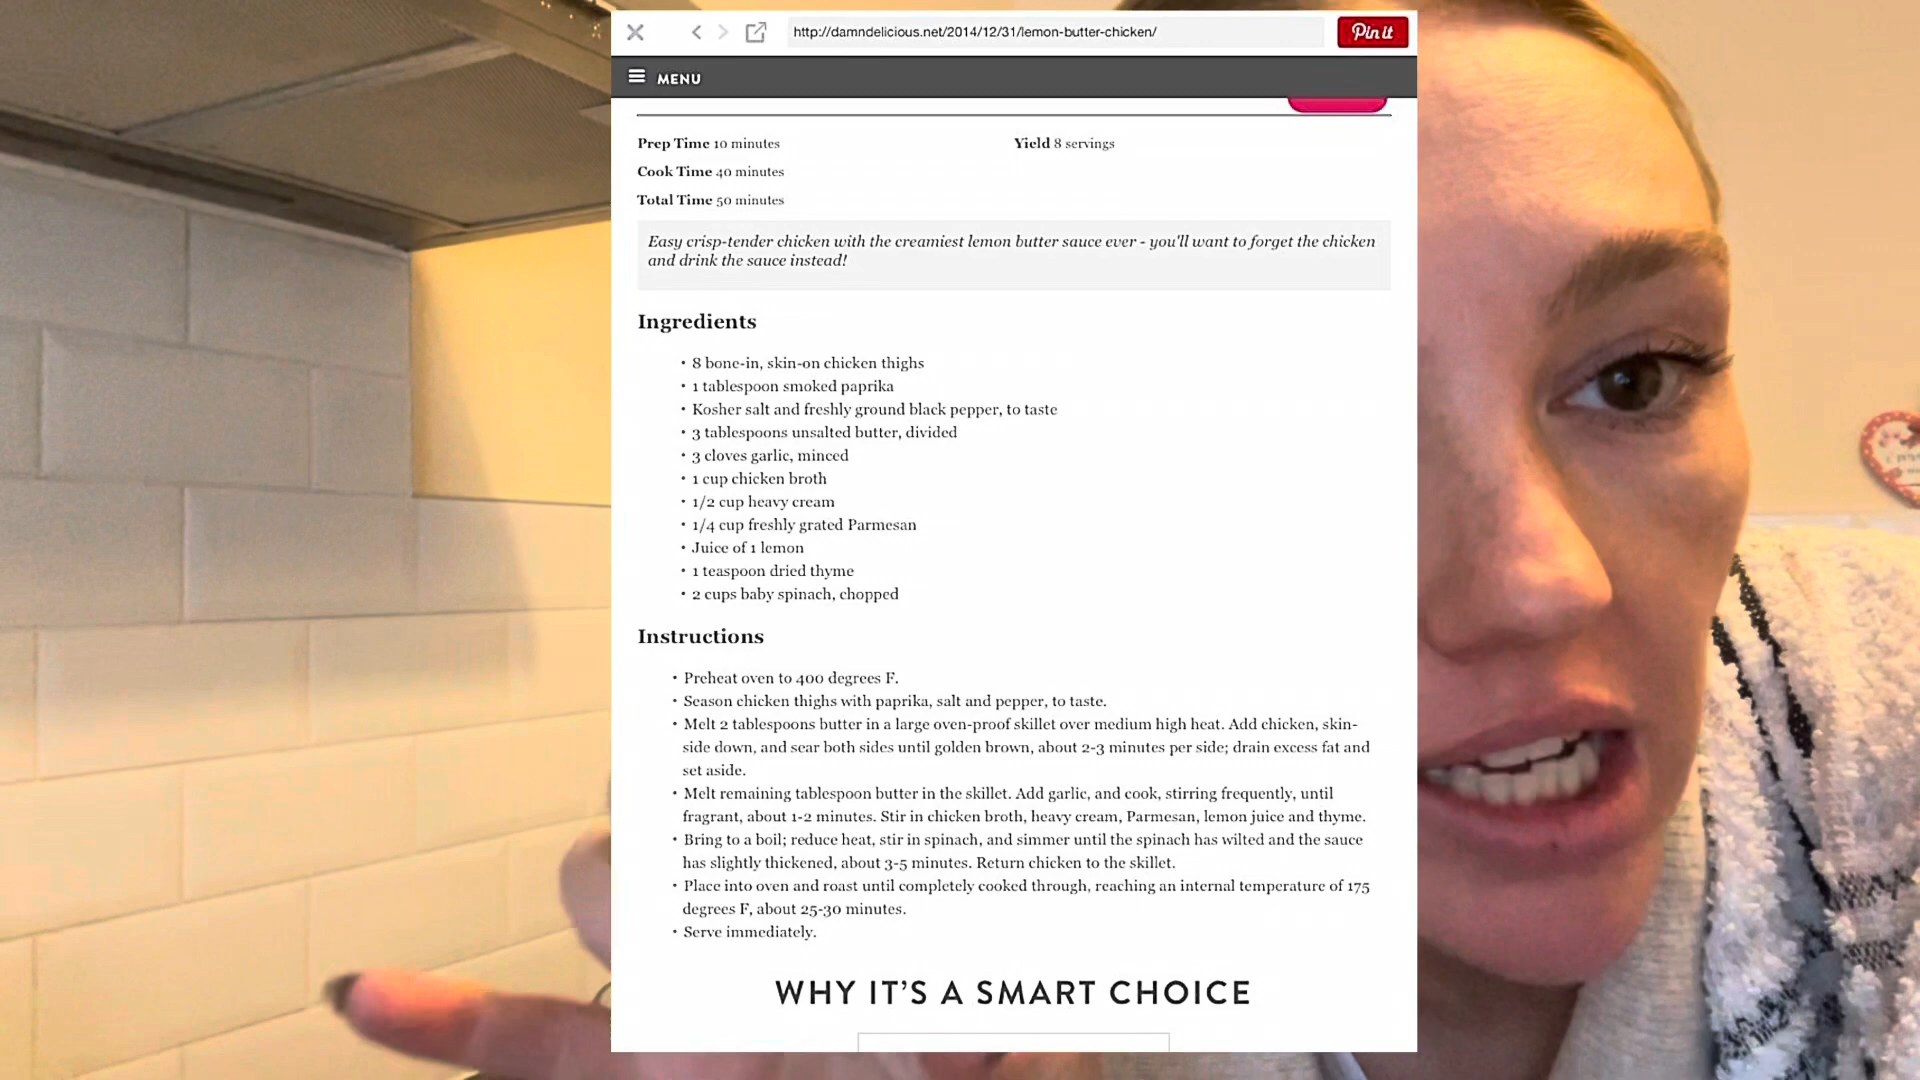 http://damndelicious.net/2014/12/31/lemon-butter-chicken/
Pin it
MENU
Prep Time 10 minutes
Yield 8 servings
Cook Time 40 minutes
Total Time 50 minutes
Easy crisp-tender chicken with the creamiest lemon butter sauce ever - you'll want to forget the chicken
and drink the sauce instead!
Ingredients
• 8 bone-in, skin-on chicken thighs
• 1 tablespoon smoked paprika
• Kosher salt and freshly ground black pepper, to taste
• 3 tablespoons unsalted butter, divided
• 3 cloves garlic, minced
• 1 cup chicken broth
• 1/2 cup heavy cream
• 1/4 cup freshly grated Parmesan
• Juice of 1 lemon
• 1 teaspoon dried thyme
• 2 cups baby spinach, chopped
Instructions
• Preheat oven to 400 degrees F.
• Season chicken thighs with paprika, salt and pepper, to taste.
• Melt 2 tablespoons butter in a large oven-proof skillet over medium high heat. Add chicken, skin-
side down, and sear both sides until golden brown, about 2-3 minutes per side; drain excess fat and
set aside.
• Melt remaining tablespoon butter in the skillet. Add garlic, and cook, stirring frequently, until
fragrant, about 1-2 minutes. Stir in chicken broth, heavy cream, Parmesan, lemon juice and thyme.
• Bring to a boil; reduce heat, stir in spinach, and simmer until the spinach has wilted and the sauce
has slightly thickened, about 3-5 minutes. Return chicken to the skillet.
• Place into oven and roast until completely cooked through, reaching an internal temperature of 175
degrees F, about 25-30 minutes.
• Serve immediately.
WHY IT'S A SMART CHOICE